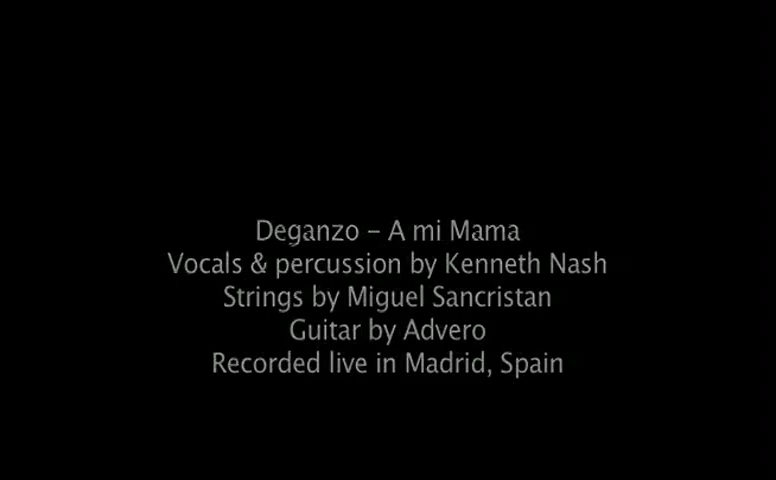 Deganzo – A mi Mama
Vocals & percussion by Kenneth Nash
Strings by Miguel Sancristan
Guitar by Advero
Recorded live in Madrid, Spain